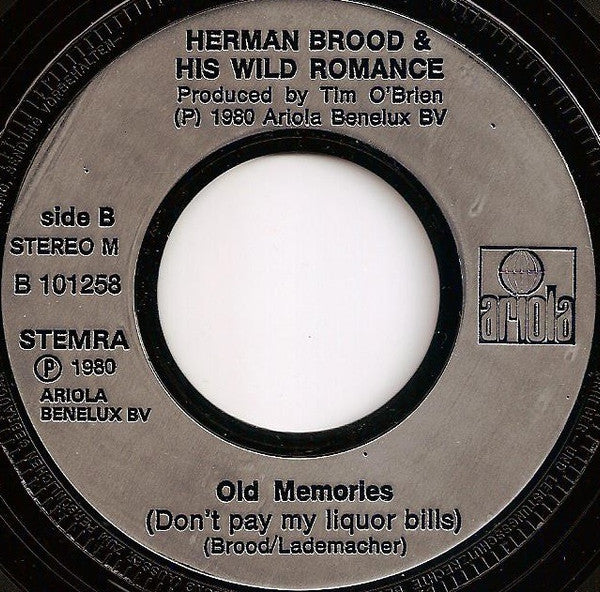 HERMAN BROOD &
HIS WILD ROMANCE
Produced by Tim O'Brien
(P) 1980 Ariola Benelux BV
side B
STEREO M
B 101258
STEMRA
P 1980
ARIOLA
BENELUX BV
ariola
Old Memories
(Don't pay my liquor bills)
(Brood/Lademacher)